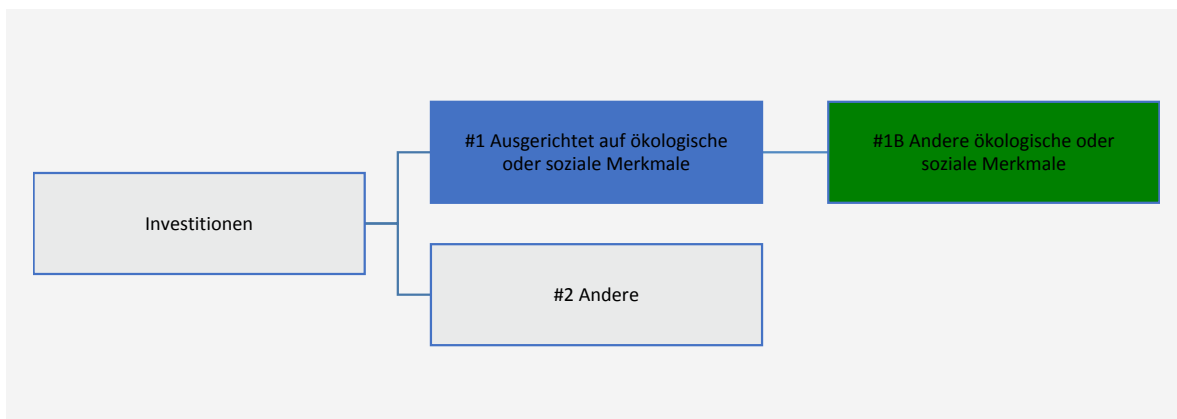 Investitionen
#1 Ausgerichtet auf ökologische
oder soziale Merkmale
#1B Andere ökologische oder
soziale Merkmale
#2 Andere